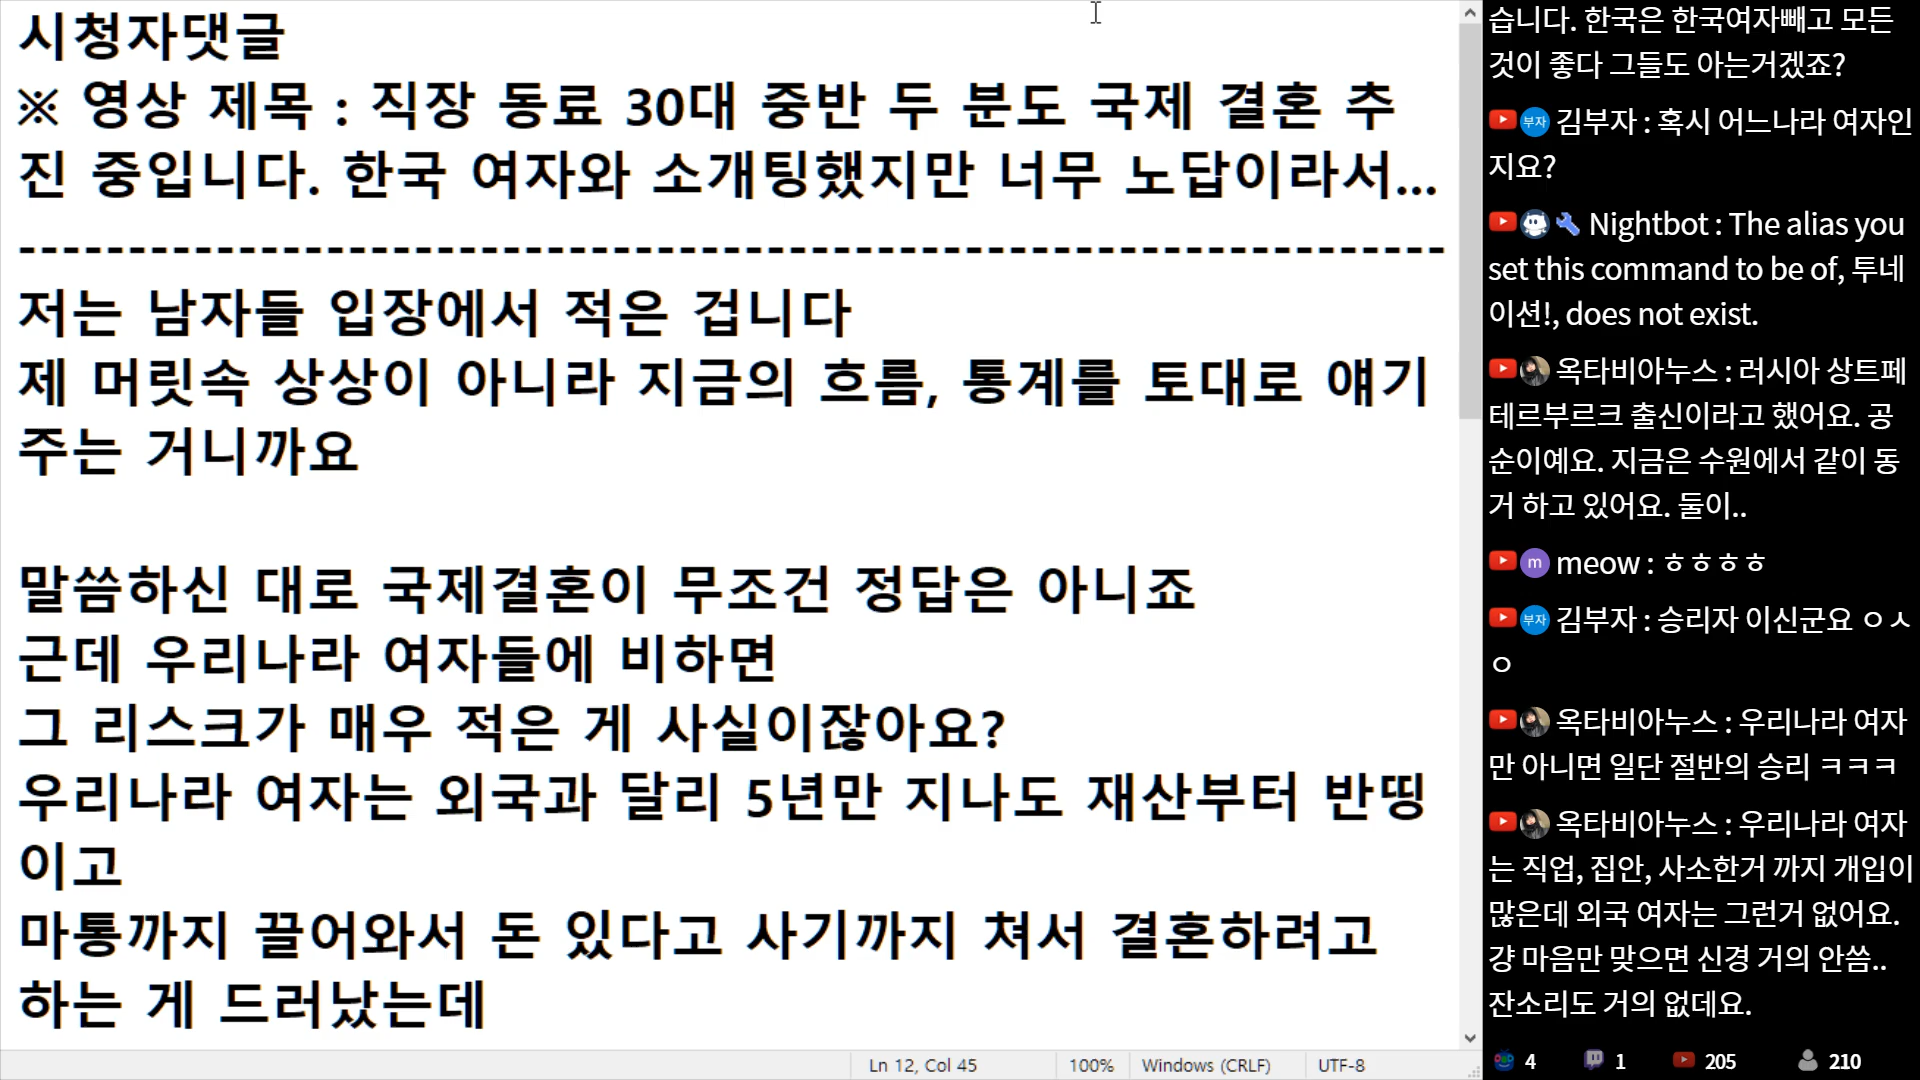 시청자댓글
※ 영상 제목 : 직장 동료 30대 중반 두 분도 국제 결혼 추
진 중입니다. 한국 여자와 소개팅했지만 너무 노답이라서...
------------------------------------------------------------------
저는 남자들 입장에서 적은 겁니다
제 머릿속 상상이 아니라 지금의 흐름, 통계를 토대로 얘기
주는 거니까요
말씀하신 대로 국제결혼이 무조건 정답은 아니죠
근데 우리나라 여자들에 비하면
그 리스크가 매우 적은 게 사실이잖아요?
우리나라 여자는 외국과 달리 5년만 지나도 재산부터 반띵
이고
마통까지 끌어와서 돈 있다고 사기까지 쳐서 결혼하려고
하는 게 드러났는데
Ln 12, Col 45
100%
Windows (CRLF)
UTF-8
습니다. 한국은 한국여자빼고 모든
것이 좋다 그들도 아는거겠죠?
부자 김부자 : 혹시 어느나라 여자인
지요?
Nightbot : The alias you
set this command to be of, 투네
이션!, does not exist.
옥타비아누스 : 러시아 상트페
테르부르크 출신이라고 했어요. 공
순이예요. 지금은 수원에서 같이 동
거 하고 있어요. 둘이..
m meow : ㅎㅎㅎㅎ
부자 김부자 : 승리자 이신군요 ㅇㅅ
ㅇ
옥타비아누스 : 우리나라 여자
만 아니면 일단 절반의 승리 ㅋㅋㅋ
옥타비아누스 : 우리나라 여자
는 직업, 집안, 사소한거 까지 개입이
많은데 외국 여자는 그런거 없어요.
걍 마음만 맞으면 신경 거의 안씀..
잔소리도 거의 없데요.
4
1
205
210